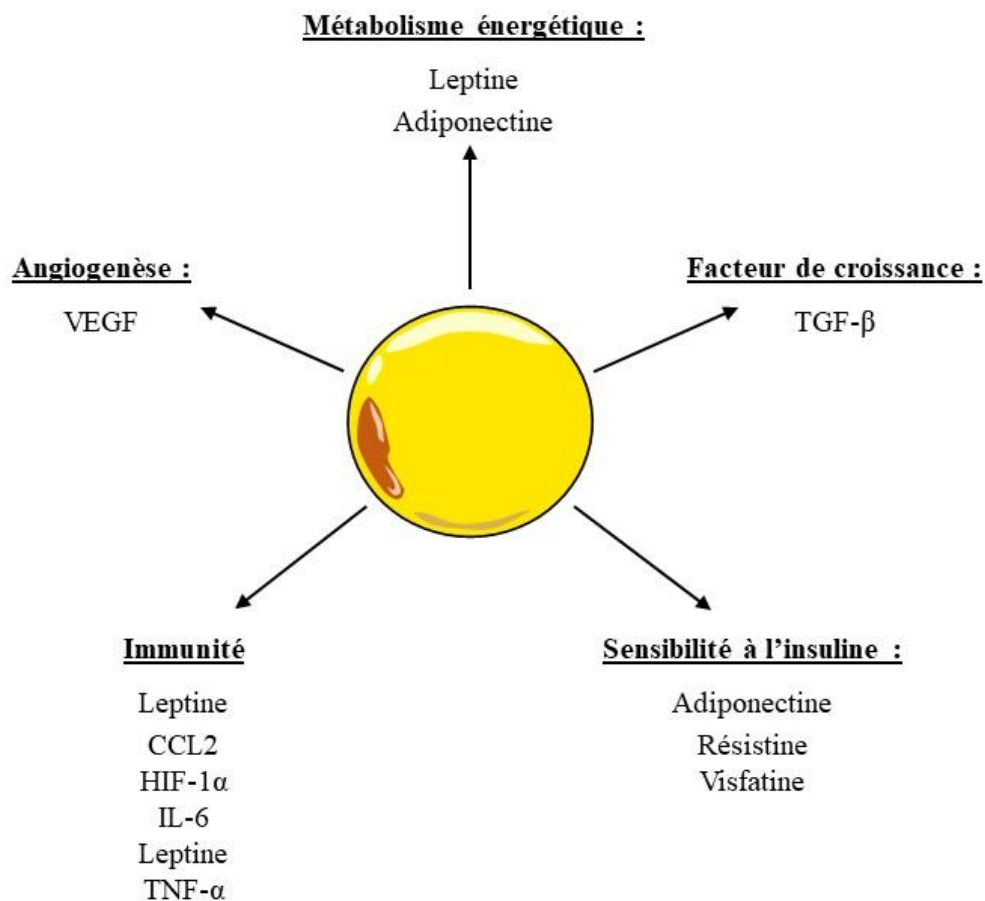 Métabolisme énergétique :
Leptine
Adiponectine
Angiogenèse :
VEGF
Facteur de croissance :
TGF-β
Immunité
Leptine
CCL2
HIF-1α
IL-6
Leptine
TNF-α
Sensibilité à l’insuline :
Adiponectine
Résistine
Visfatine